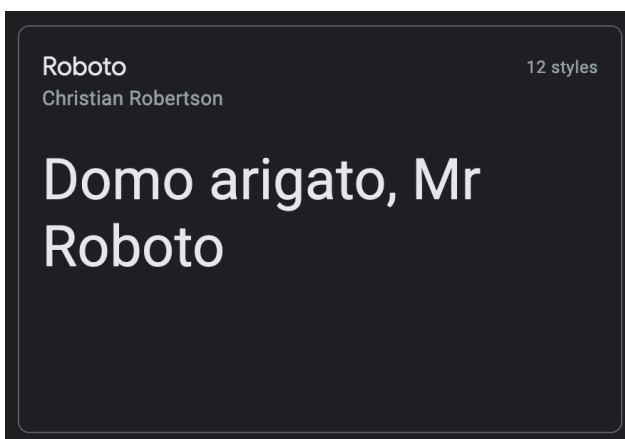 Roboto
12 styles
Christian Robertson
Domo arigato, Mr
Roboto